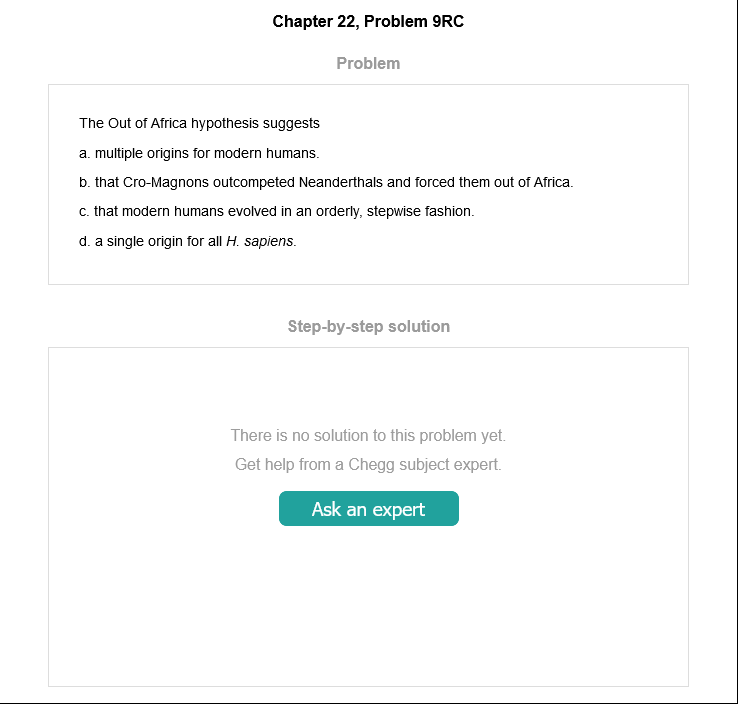 Chapter 22, Problem 9RC
Problem
The Out of Africa hypothesis suggests
a. multiple origins for modern humans.
b. that Cro-Magnons outcompeted Neanderthals and forced them out of Africa.
c. that modern humans evolved in an orderly, stepwise fashion.
d. a single origin for all H. sapiens.
Step-by-step solution
There is no solution to this problem yet.
Get help from a Chegg subject expert.
Ask an expert